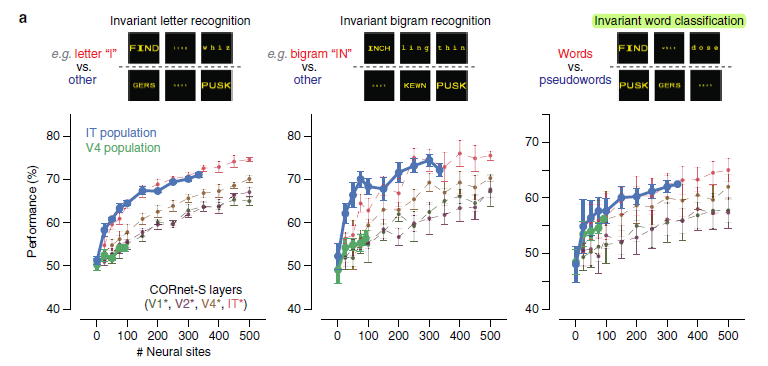 a
Invariant letter recognition
Invariant bigram recognition
Invariant word classification
e.g. letter “I”
vs.
other
FIND
whiz
GERS
PUSK
e.g. bigram “IN”
vs.
other
INCH
ling
thin
KEWN
PUSK
Words
vs.
pseudowords
FIND
dose
PUSK
GERS
PUSK
IT population
V4 population
CORnet-S layers
(V1*, V2*, V4*, IT*)
Performance (%)
80
70
60
50
40
0 100 200 300 400 500
# Neural sites
80
70
60
50
40
0 100 200 300 400 500
70
60
50
40
0 100 200 300 400 500